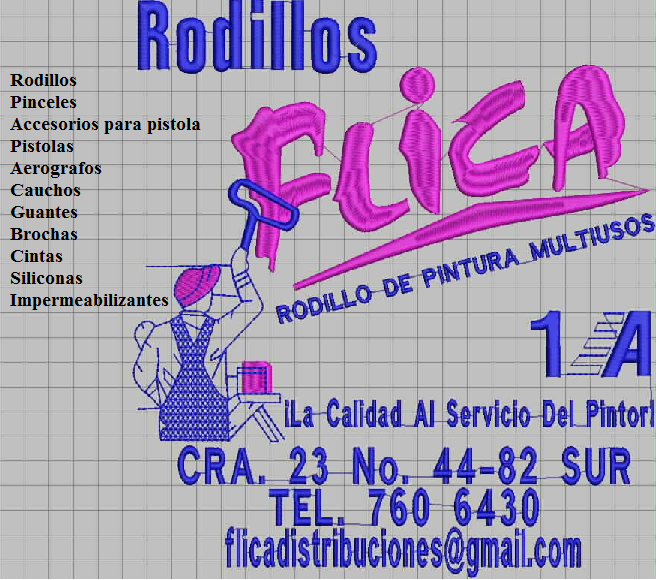 Rodillos
Rodillos
Pinceles
Accesorios para pistola
Pistolas
Aerografos
Cauchos
Guantes
Brochas
Cintas
Siliconas
Impermeabilizantes
FLiCA
RODILLO DE PINTURA MULTIUSOS
1A
¡La Calidad Al Servicio Del Pintor!
CRA. 23 No. 44-82 SUR
TEL. 760 6430
flicadistribuciones@gmail.com